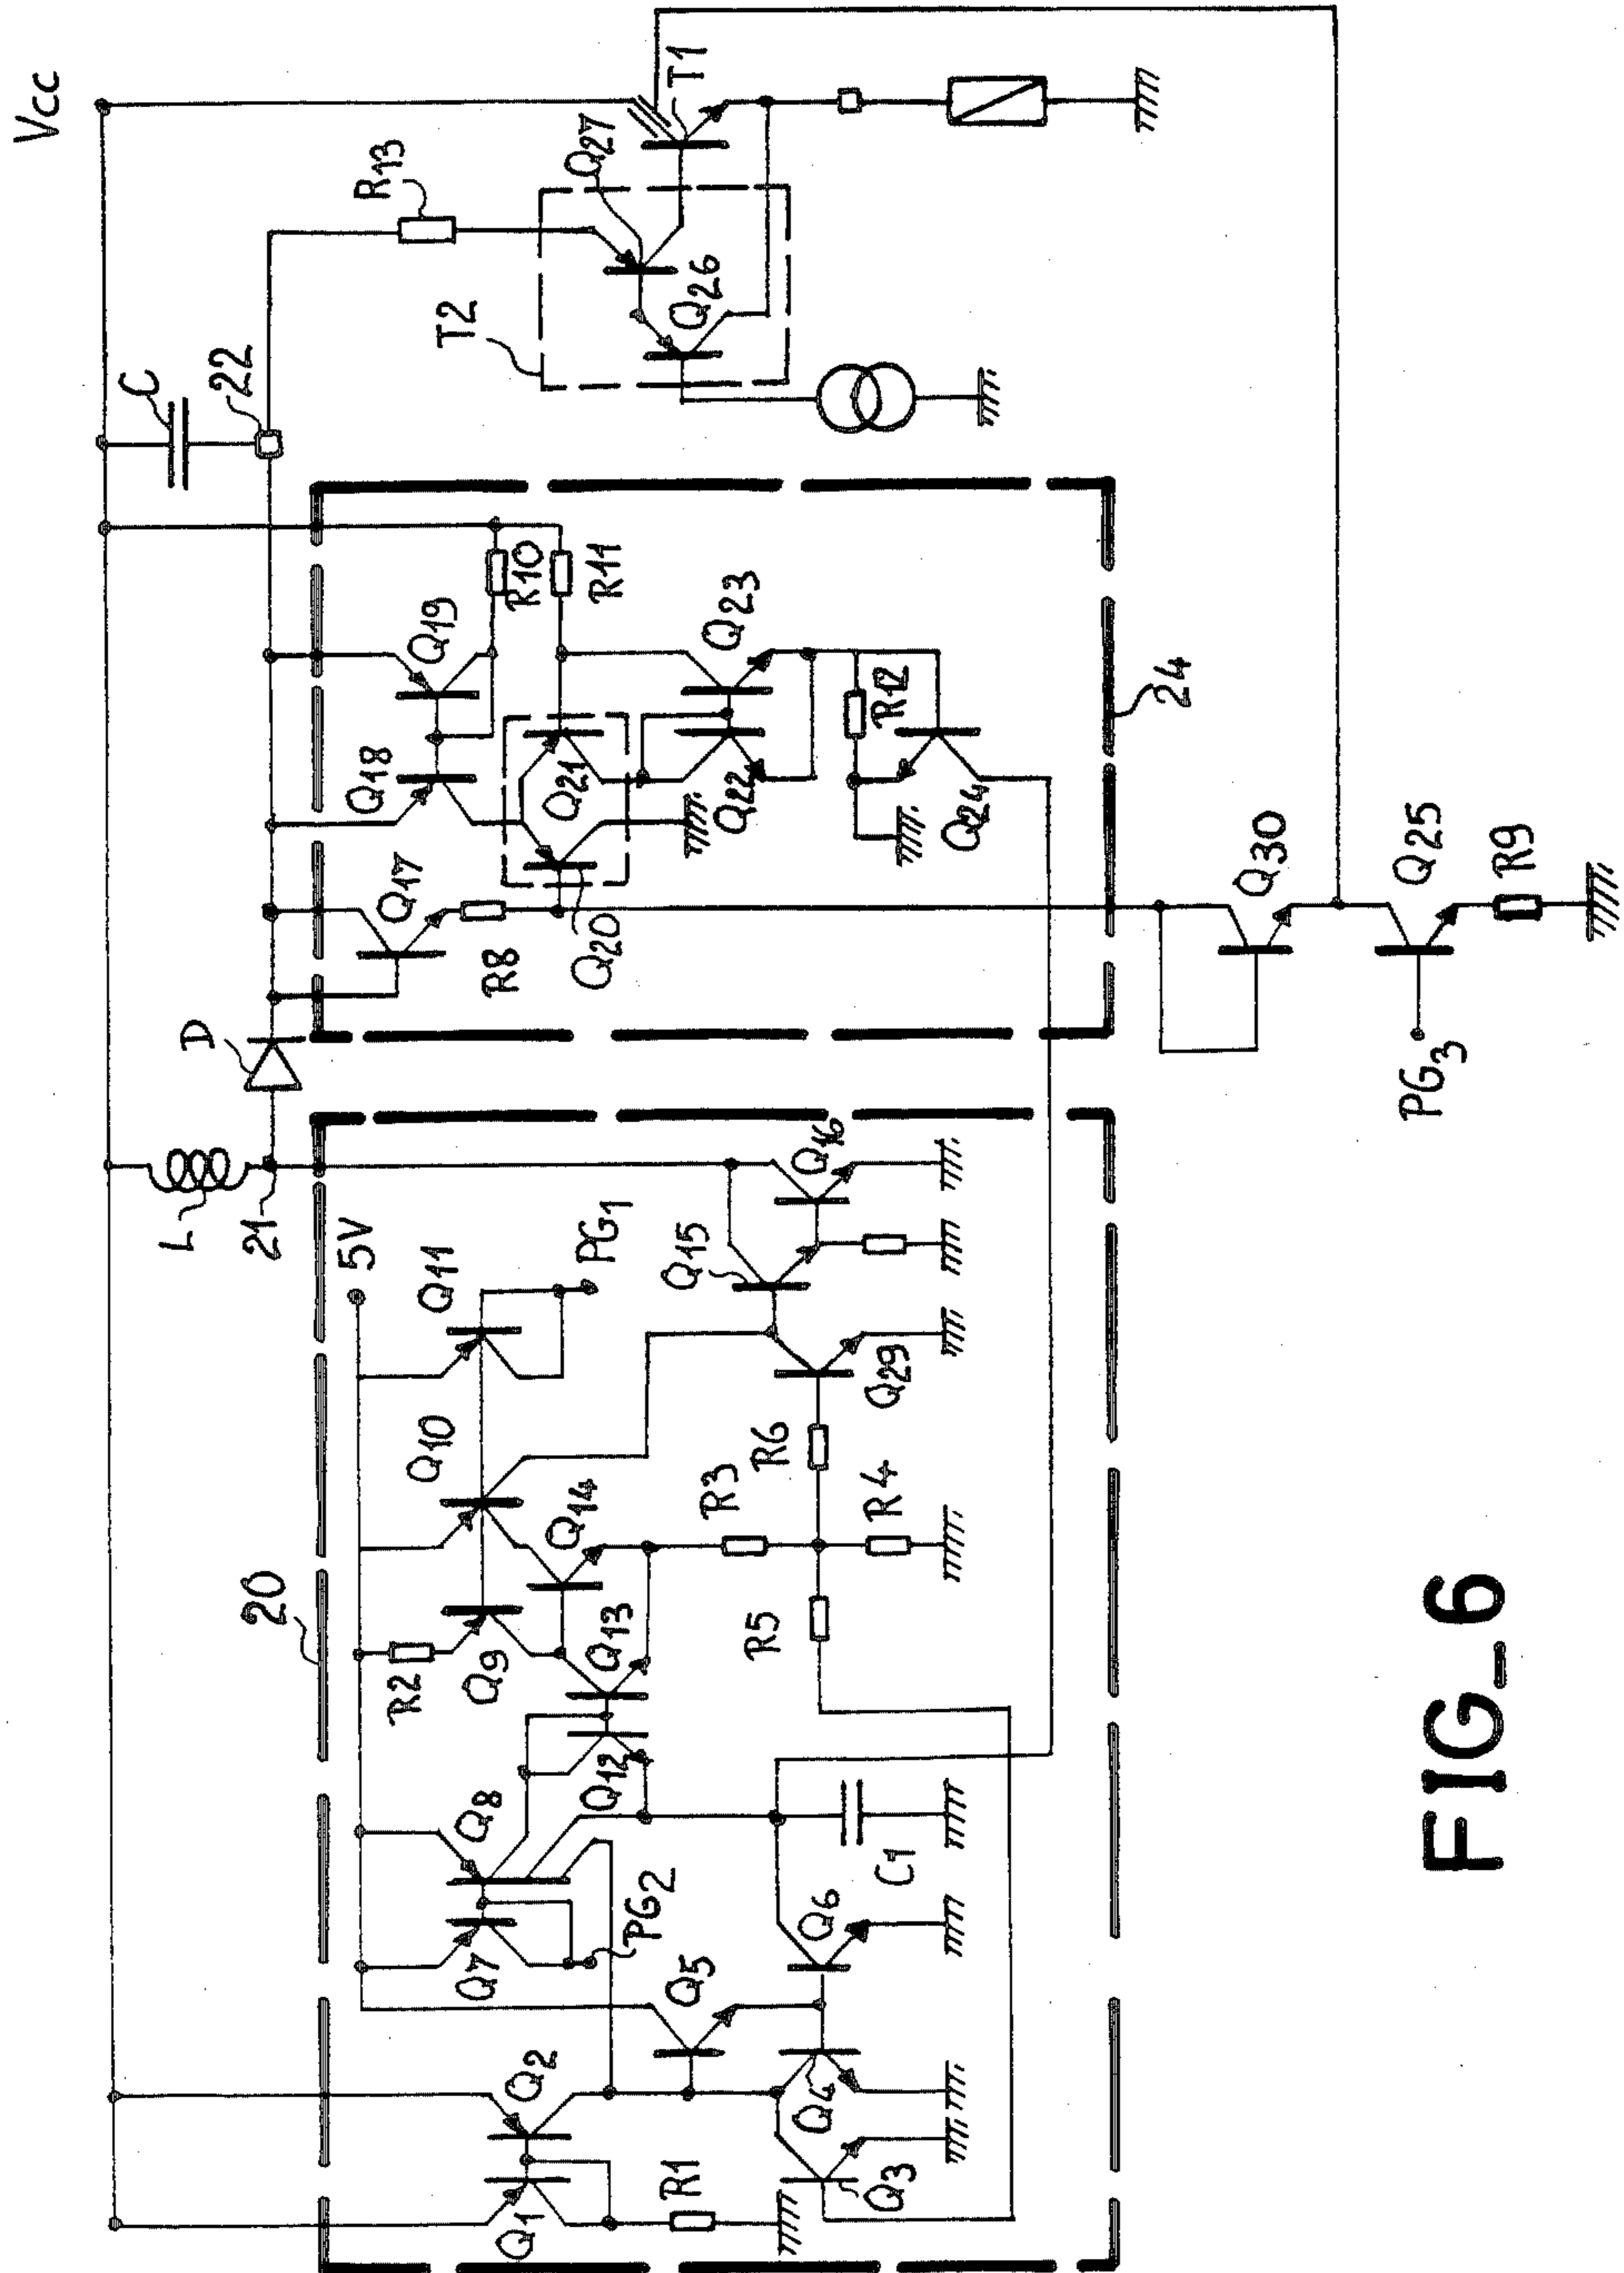 Vcc
C
22
R13
Q27
T1
T2
Q26
D
L
21
5V
20
Q19
Q18
Q17
R10
R11
Q21
Q20
R8
Q23
Q22
R12
Q24
24
Q30
Q25
R9
PG3
Q11
PG1
Q10
Q16
Q15
Q14
Q29
R2
Q9
Q13
R3
R6
R4
R5
Q8
Q12
Q7
PG2
C1
Q6
Q5
Q2
Q1
R1
Q4
Q3
FIG_6